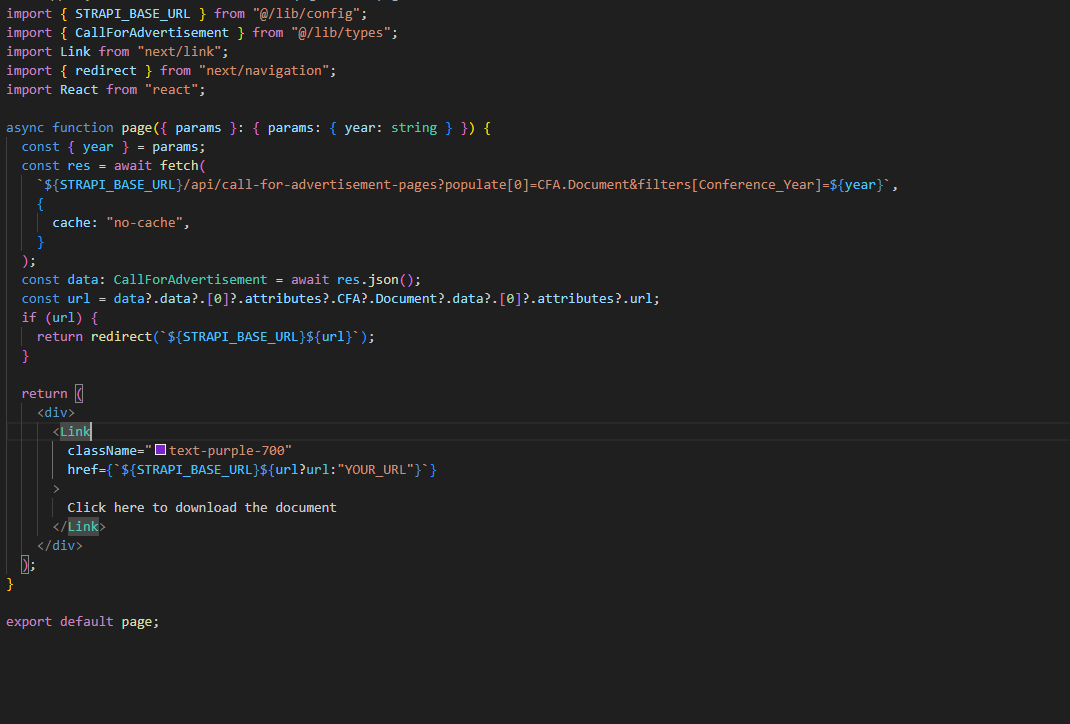 import { STRAPI_BASE_URL } from "@/lib/config";
import { CallForAdvertisement } from "@/lib/types";
import Link from "next/link";
import { redirect } from "next/navigation";
import React from "react";
async function page({ params }: { params: { year: string } }) {
const { year } = params;
const res = await fetch(
`${STRAPI_BASE_URL}/api/call-for-advertisement-pages?populate[0]=CFA.Document&filters[Conference_Year]=${year}`,
{
cache: "no-cache",
}
);
const data: CallForAdvertisement = await res.json();
const url = data?.data?.[0]?.attributes?.CFA?.Document?.data?.[0]?.attributes?.url;
if (url) {
return redirect(`${STRAPI_BASE_URL}${url}`);
}
return (
<div>
<Link
className="text-purple-700"
href={`${STRAPI_BASE_URL}${url?url:"YOUR_URL"}`}
>
Click here to download the document
</Link>
</div>
);
}
export default page;